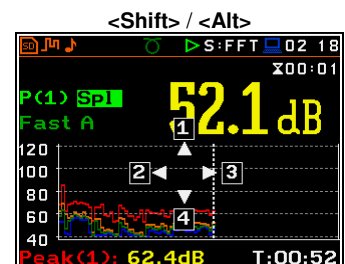 <Shift> / <Alt>
SD S:FFT 02 18
00:01
P(1) Spl
52.1 dB
Fast A
1
120
100
2 3
80
4
60
40
Peak(1): 62.4dB T:00:52